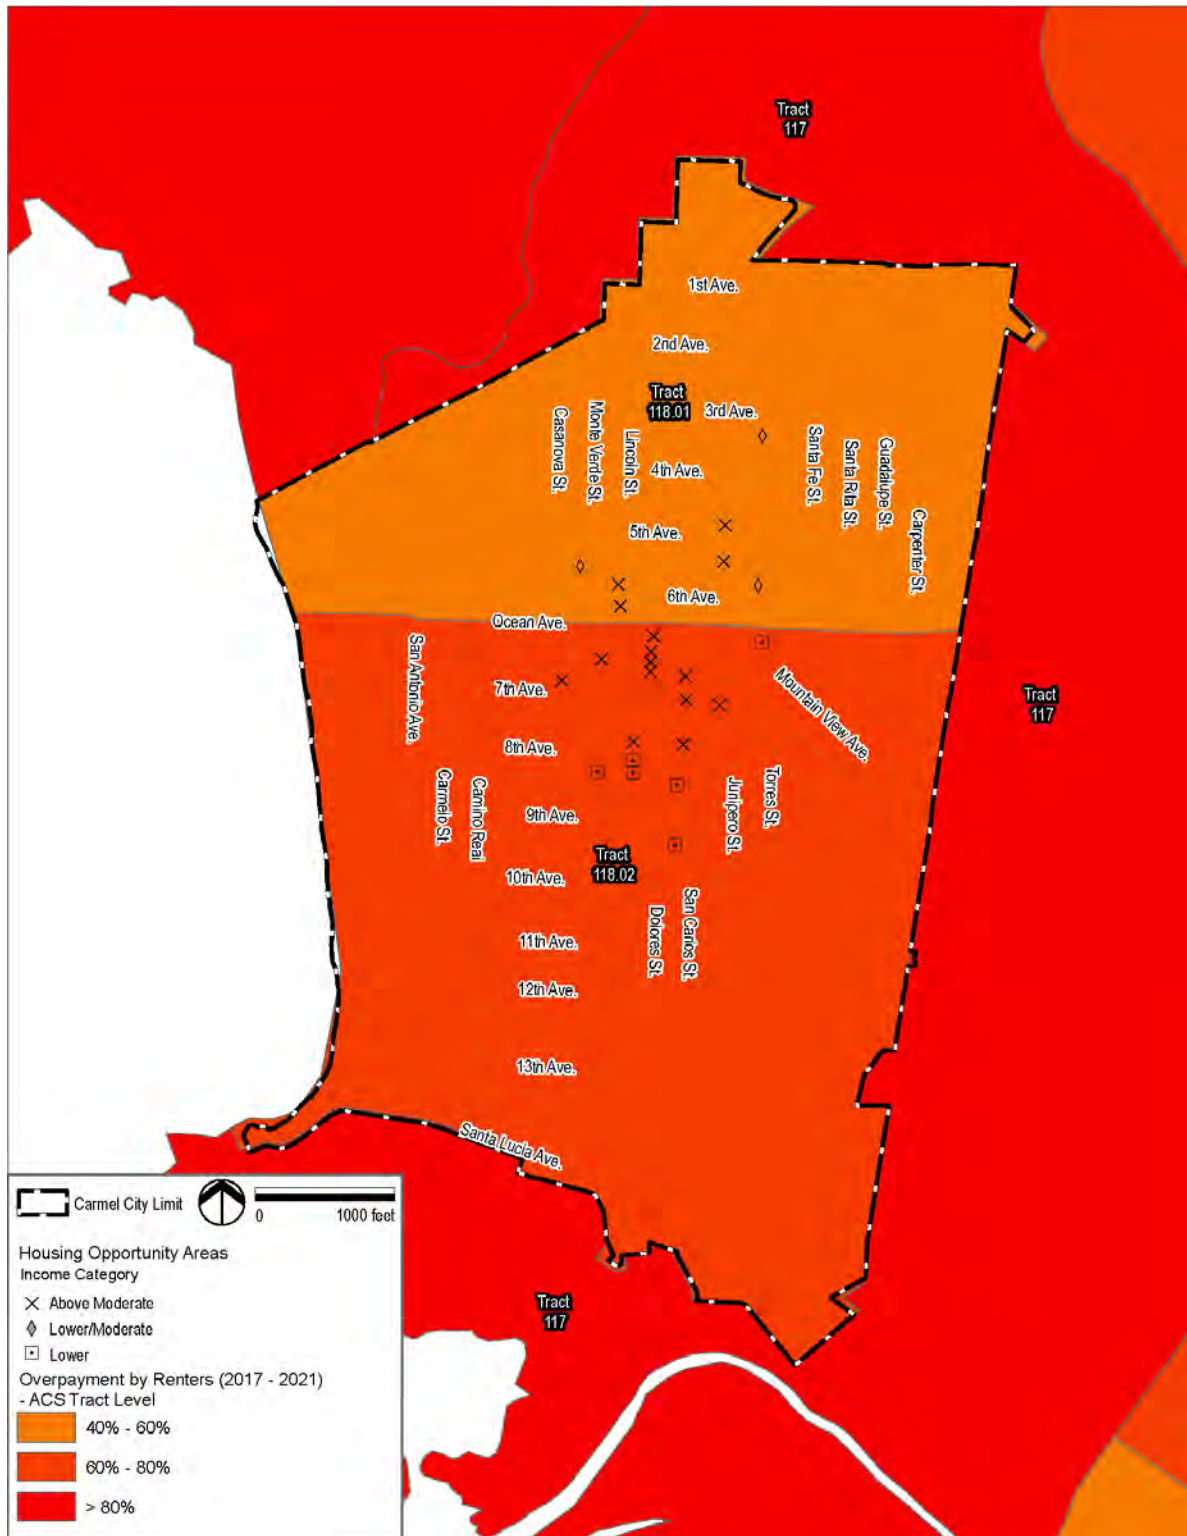 Tract
117
1st Ave.
2nd Ave.
Tract
118.01
3rd Ave.
Casanova St.
Monte Verde St.
Lincoln St.
4th Ave.
Santa Fe St.
Santa Rita St.
Guadalupe St.
Carpenter St.
5th Ave.
6th Ave.
Ocean Ave.
San Antonio Ave.
7th Ave.
Mountain View Ave.
Tract
117
8th Ave.
Carmelo St.
Camino Real
Junipero St.
Torres St.
9th Ave.
Tract
118.02
10th Ave.
Dolores St.
San Carlos St.
11th Ave.
12th Ave.
13th Ave.
Santa Lucia Ave.
Tract
117
Carmel City Limit
0 1000 feet
Housing Opportunity Areas
Income Category
Above Moderate
Lower/Moderate
Lower
Overpayment by Renters (2017 - 2021)
- ACS Tract Level
40% - 60%
60% - 80%
> 80%